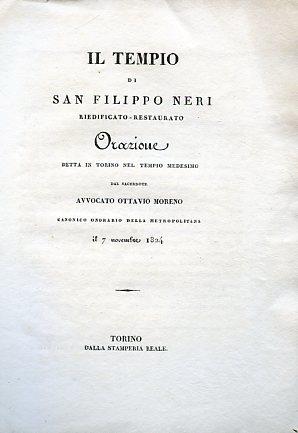 IL TEMPIO
DI
SAN FILIPPO NERI
RIEDIFICATO-RESTAURATO
Orazione
DETTA IN TORINO NEL TEMPIO MEDESIMO
DAL SACERDOTE
AVVOCATO OTTAVIO MORENO
CANONICO ONORARIO DELLA METROPOLITANA
il 7 novembre 1824
TORINO
DALLA STAMPERIA REALE.